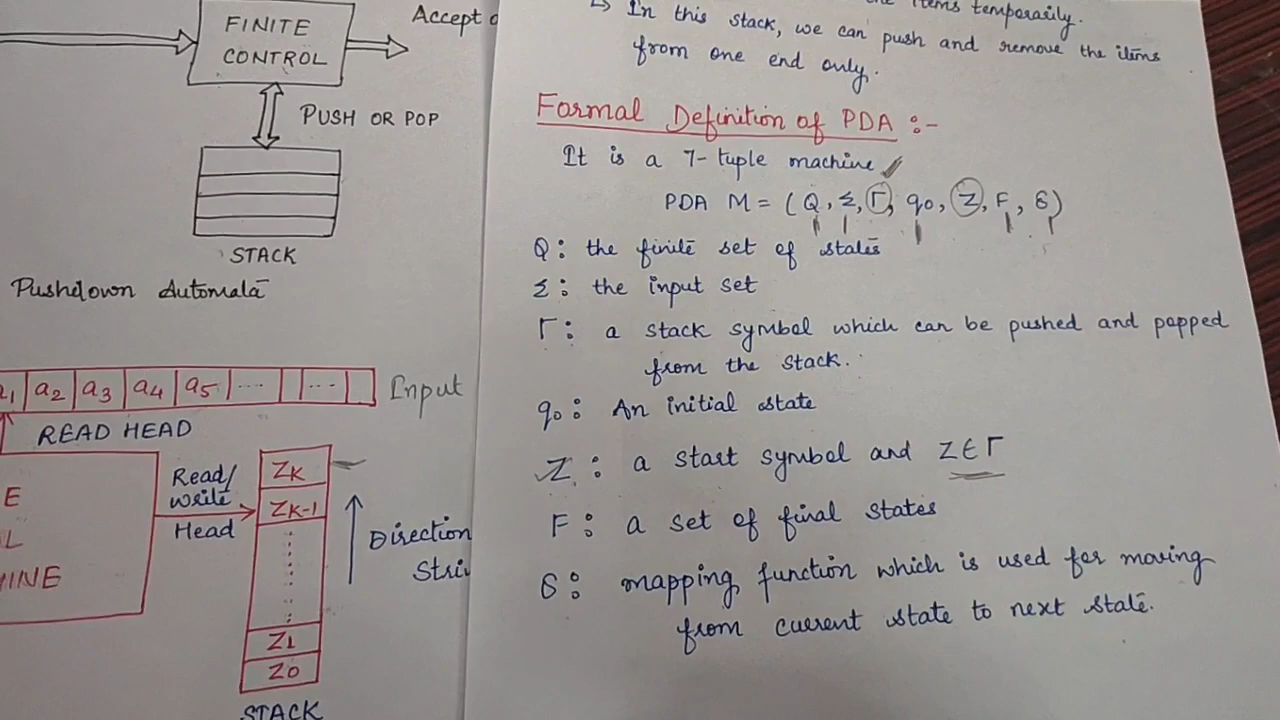 FINITE
CONTROL
Accept
PUSH OR POP
STACK
Pushdown Automata
a1 a2 a3 a4 a5 .... ...
Input
READ HEAD
E
L
Read/
Write
Head
ZK
ZK-1
Z1
Z0
Direction
STACK
items temporarily.
↳ In this stack, we can push and remove the items
from one end only.
Formal Definition of PDA :-
It is a 7-tuple machine
PDA M = (Q, Σ, Γ, q0, Z, F, δ)
Q : the finite set of states
Σ : the input set
Γ : a stack symbol which can be pushed and popped
from the stack.
q0 : An initial state
Z : a start symbol and Z ∈ Γ
F : a set of final states
δ : mapping function which is used for moving
from current state to next state.